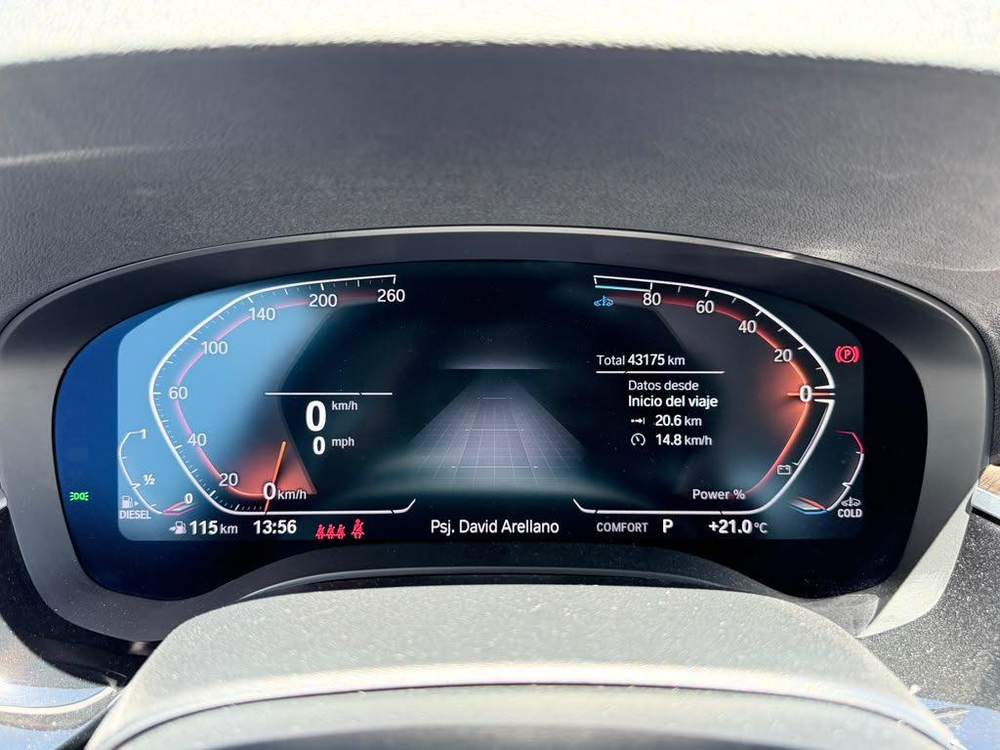 260
200
140
100
60
40
20
0 km/h
0 km/h
0 mph
1
½
0
DIESEL
115 km
13:56
Psj. David Arellano
80
60
40
20
0
Total 43175 km
Datos desde
Inicio del viaje
20.6 km
14.8 km/h
Power %
(P)
COLD
COMFORT P +21.0 °C